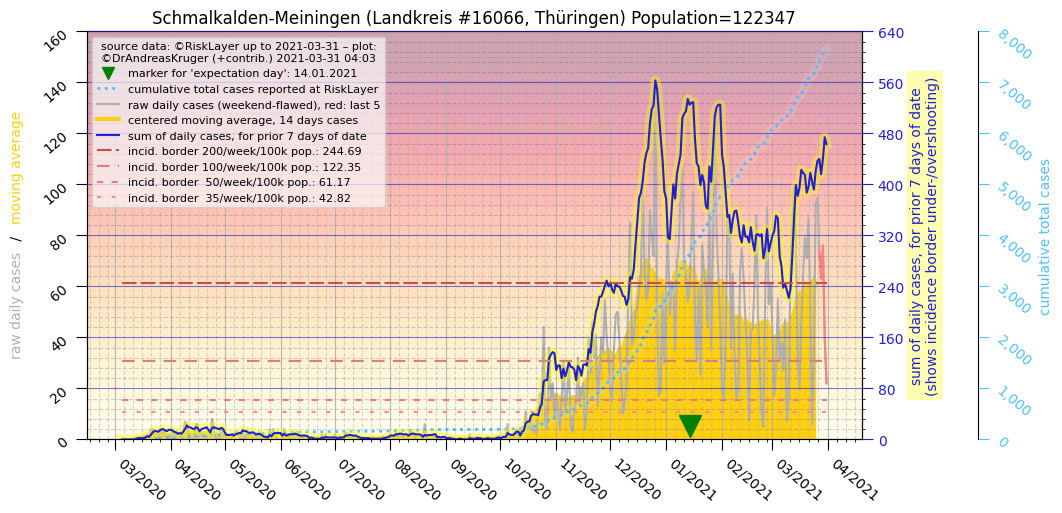 Schmalkalden-Meiningen (Landkreis #16066, Thüringen) Population=122347
source data: ©RiskLayer up to 2021-03-31 – plot:
©DrAndreasKruger (+contrib.) 2021-03-31 04:03
marker for 'expectation day': 14.01.2021
cumulative total cases reported at RiskLayer
raw daily cases (weekend-flawed), red: last 5
centered moving average, 14 days cases
sum of daily cases, for prior 7 days of date
incid. border 200/week/100k pop.: 244.69
incid. border 100/week/100k pop.: 122.35
incid. border  50/week/100k pop.: 61.17
incid. border  35/week/100k pop.: 42.82
raw daily cases   /   moving average
160
140
120
100
80
60
40
20
0
640
560
480
400
320
240
160
80
0
sum of daily cases, for prior 7 days of date
(shows incidence border under-/overshooting)
8,000
7,000
6,000
5,000
4,000
3,000
2,000
1,000
0
cumulative total cases
03/2020
04/2020
05/2020
06/2020
07/2020
08/2020
09/2020
10/2020
11/2020
12/2020
01/2021
02/2021
03/2021
04/2021